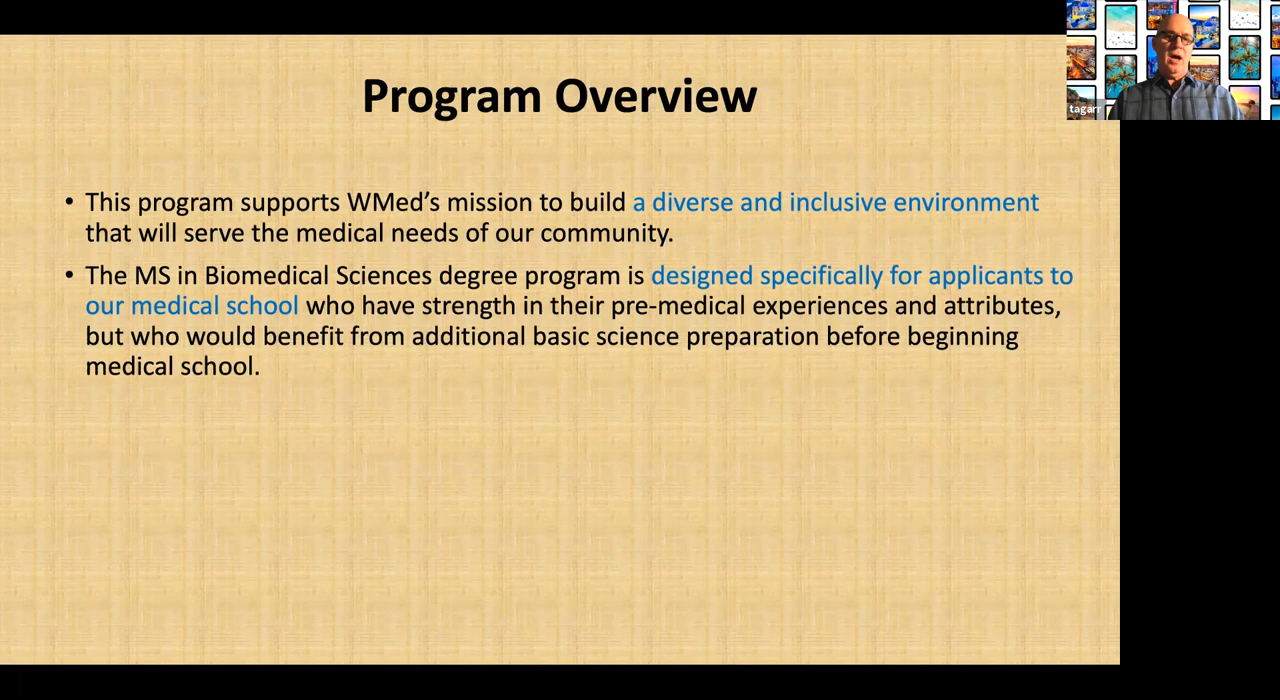 Program Overview
• This program supports WMed’s mission to build a diverse and inclusive environment
that will serve the medical needs of our community.
• The MS in Biomedical Sciences degree program is designed specifically for applicants to
our medical school who have strength in their pre-medical experiences and attributes,
but who would benefit from additional basic science preparation before beginning
medical school.
tagarr